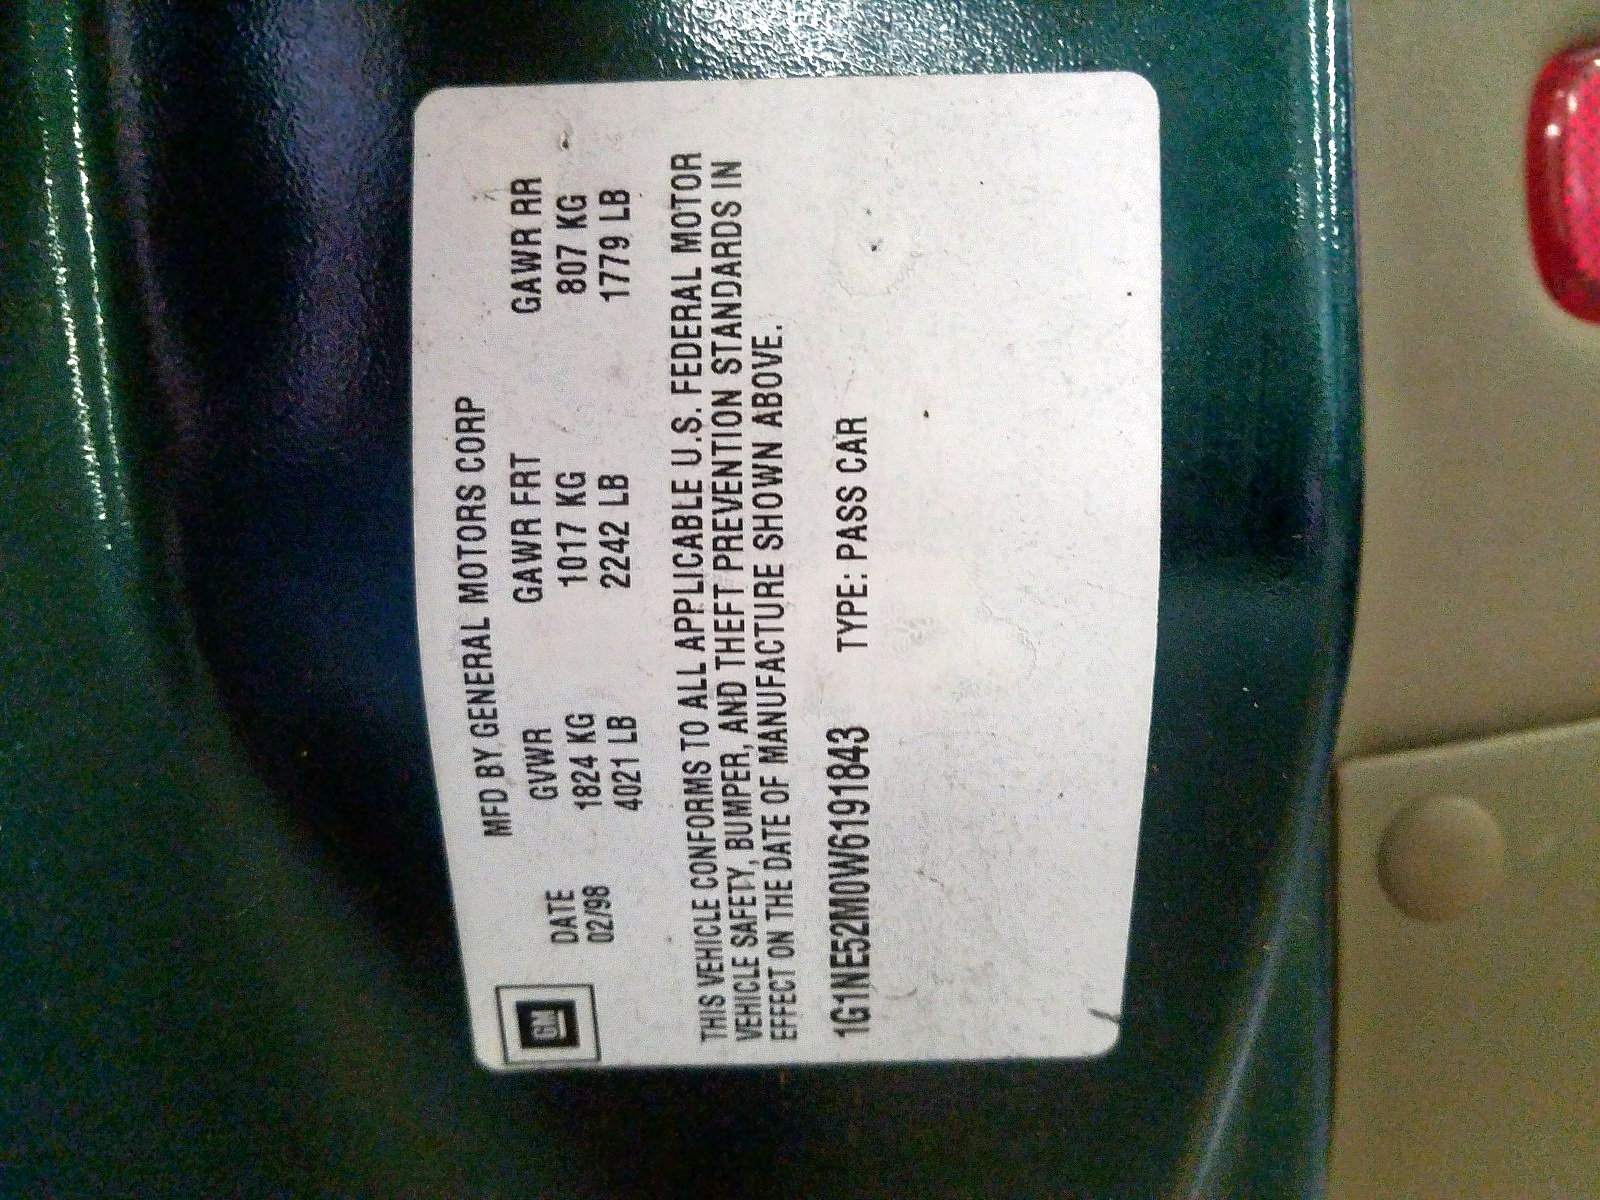 GM
MFD BY GENERAL MOTORS CORP
DATE GVWR GAWR FRT GAWR RR
02/98 1824 KG 1017 KG 807 KG
4021 LB 2242 LB 1779 LB
THIS VEHICLE CONFORMS TO ALL APPLICABLE U.S. FEDERAL MOTOR
VEHICLE SAFETY, BUMPER, AND THEFT PREVENTION STANDARDS IN
EFFECT ON THE DATE OF MANUFACTURE SHOWN ABOVE.
1G1NE52M0W6191843 TYPE: PASS CAR